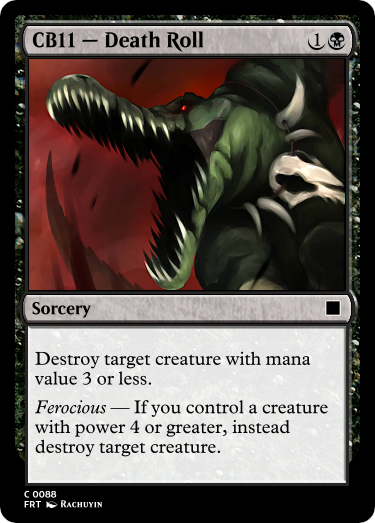 CB11 — Death Roll 1
Sorcery
Destroy target creature with mana
value 3 or less.
Ferocious — If you control a creature
with power 4 or greater, instead
destroy target creature.
C 0088
FRT Rachuyin